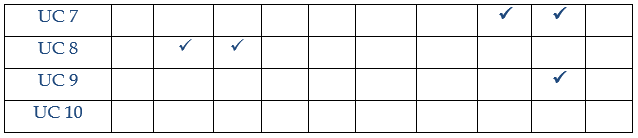 UC 7 ✓ ✓
UC 8 ✓ ✓
UC 9 ✓
UC 10